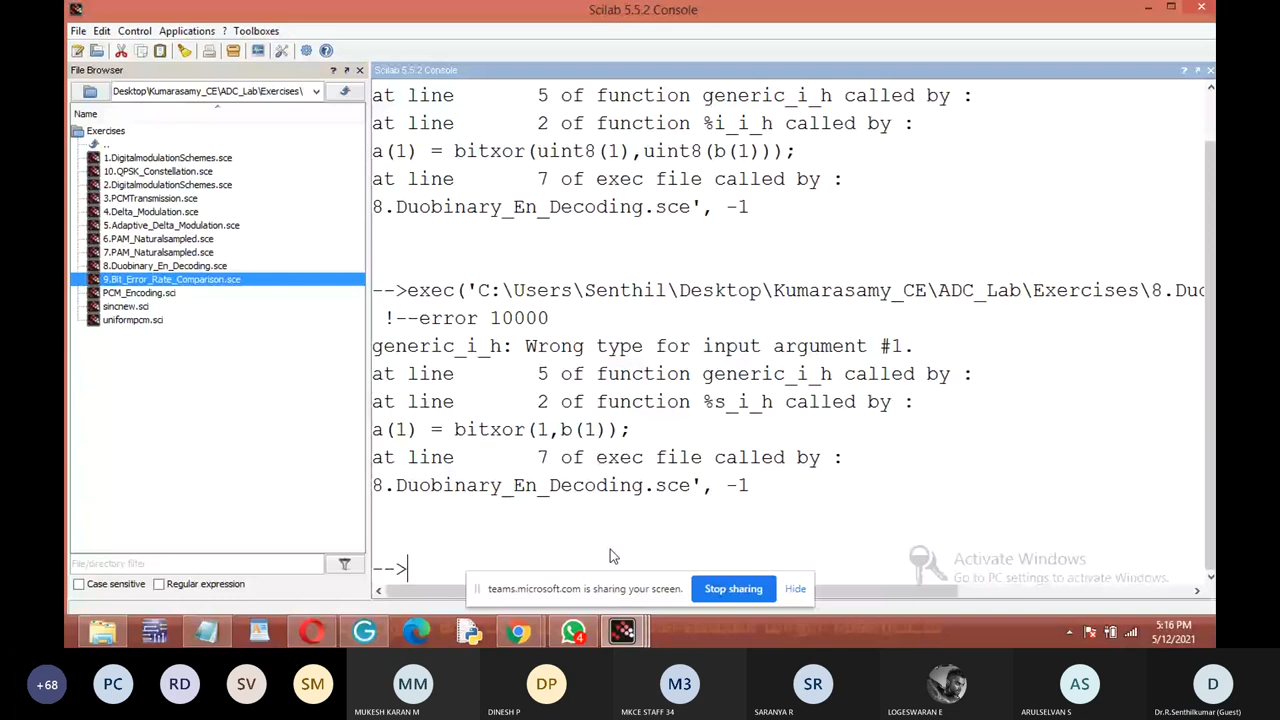 Scilab 5.5.2 Console
File Edit Control Applications ? Toolboxes
File Browser
Desktop\Kumarasamy_CE\ADC_Lab\Exercises\
Name
Exercises
..
1.DigitalmodulationSchemes.sce
10.QPSK_Constellation.sce
2.DigitalmodulationSchemes.sce
3.PCMTransmission.sce
4.Delta_Modulation.sce
5.Adaptive_Delta_Modulation.sce
6.PAM_Naturalsampled.sce
7.PAM_Naturalsampled.sce
8.Duobinary_En_Decoding.sce
9.Bit_Error_Rate_Comparison.sce
PCM_Encoding.sci
sincnew.sci
uniformpcm.sci
File/directory filter
Case sensitive Regular expression
Scilab 5.5.2 Console
at line 5 of function generic_i_h called by :
at line 2 of function %i_i_h called by :
a(1) = bitxor(uint8(1),uint8(b(1)));
at line 7 of exec file called by :
8.Duobinary_En_Decoding.sce', -1
-->exec('C:\Users\Senthil\Desktop\Kumarasamy_CE\ADC_Lab\Exercises\8.Duo
!--error 10000
generic_i_h: Wrong type for input argument #1.
at line 5 of function generic_i_h called by :
at line 2 of function %s_i_h called by :
a(1) = bitxor(1,b(1));
at line 7 of exec file called by :
8.Duobinary_En_Decoding.sce', -1
-->
Activate Windows
Go to PC settings to activate Windows.
teams.microsoft.com is sharing your screen. Stop sharing Hide
4
5:16 PM
5/12/2021
+68 PC RD SV SM MM DP M3 SR AS D
MUKESH KARAN M DINESH P MKCE STAFF 34 SARANYA R LOGESWARAN E ARULSELVAN S Dr.R.Senthilkumar (Guest)